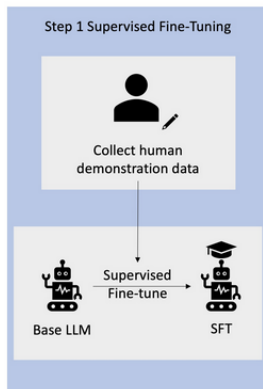 Step 1 Supervised Fine-Tuning
Collect human
demonstration data
Supervised
Fine-tune
Base LLM
SFT